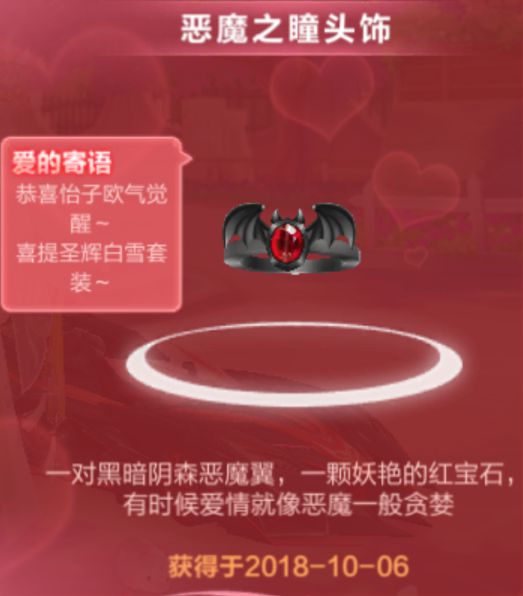 恶魔之瞳头饰
爱的寄语
恭喜怡子欧气觉
醒~
喜提圣辉白雪套
装~
一对黑暗阴森恶魔翼，一颗妖艳的红宝石，
有时候爱情就像恶魔一般贪婪
获得于2018-10-06